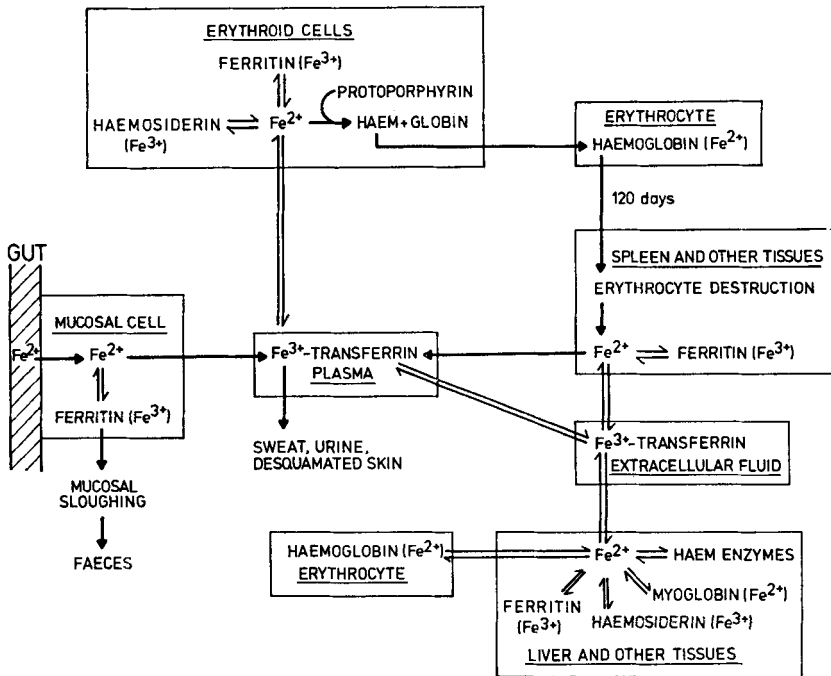 ERYTHROID CELLS
FERRITIN (Fe³⁺)
PROTOPORPHYRIN
HAEMOSIDERIN
(Fe³⁺)
Fe²⁺
HAEM + GLOBIN
ERYTHROCYTE
HAEMOGLOBIN (Fe²⁺)
120 days
SPLEEN AND OTHER TISSUES
ERYTHROCYTE DESTRUCTION
Fe²⁺
FERRITIN (Fe³⁺)
GUT
Fe²⁺
MUCOSAL CELL
Fe²⁺
FERRITIN (Fe³⁺)
MUCOSAL
SLOUGHING
FAECES
Fe³⁺-TRANSFERRIN
PLASMA
SWEAT, URINE,
DESQUAMATED SKIN
Fe³⁺-TRANSFERRIN
EXTRACELLULAR FLUID
HAEMOGLOBIN (Fe²⁺)
ERYTHROCYTE
Fe²⁺
HAEM ENZYMES
MYOGLOBIN (Fe²⁺)
FERRITIN
(Fe³⁺)
HAEMOSIDERIN (Fe³⁺)
LIVER AND OTHER TISSUES